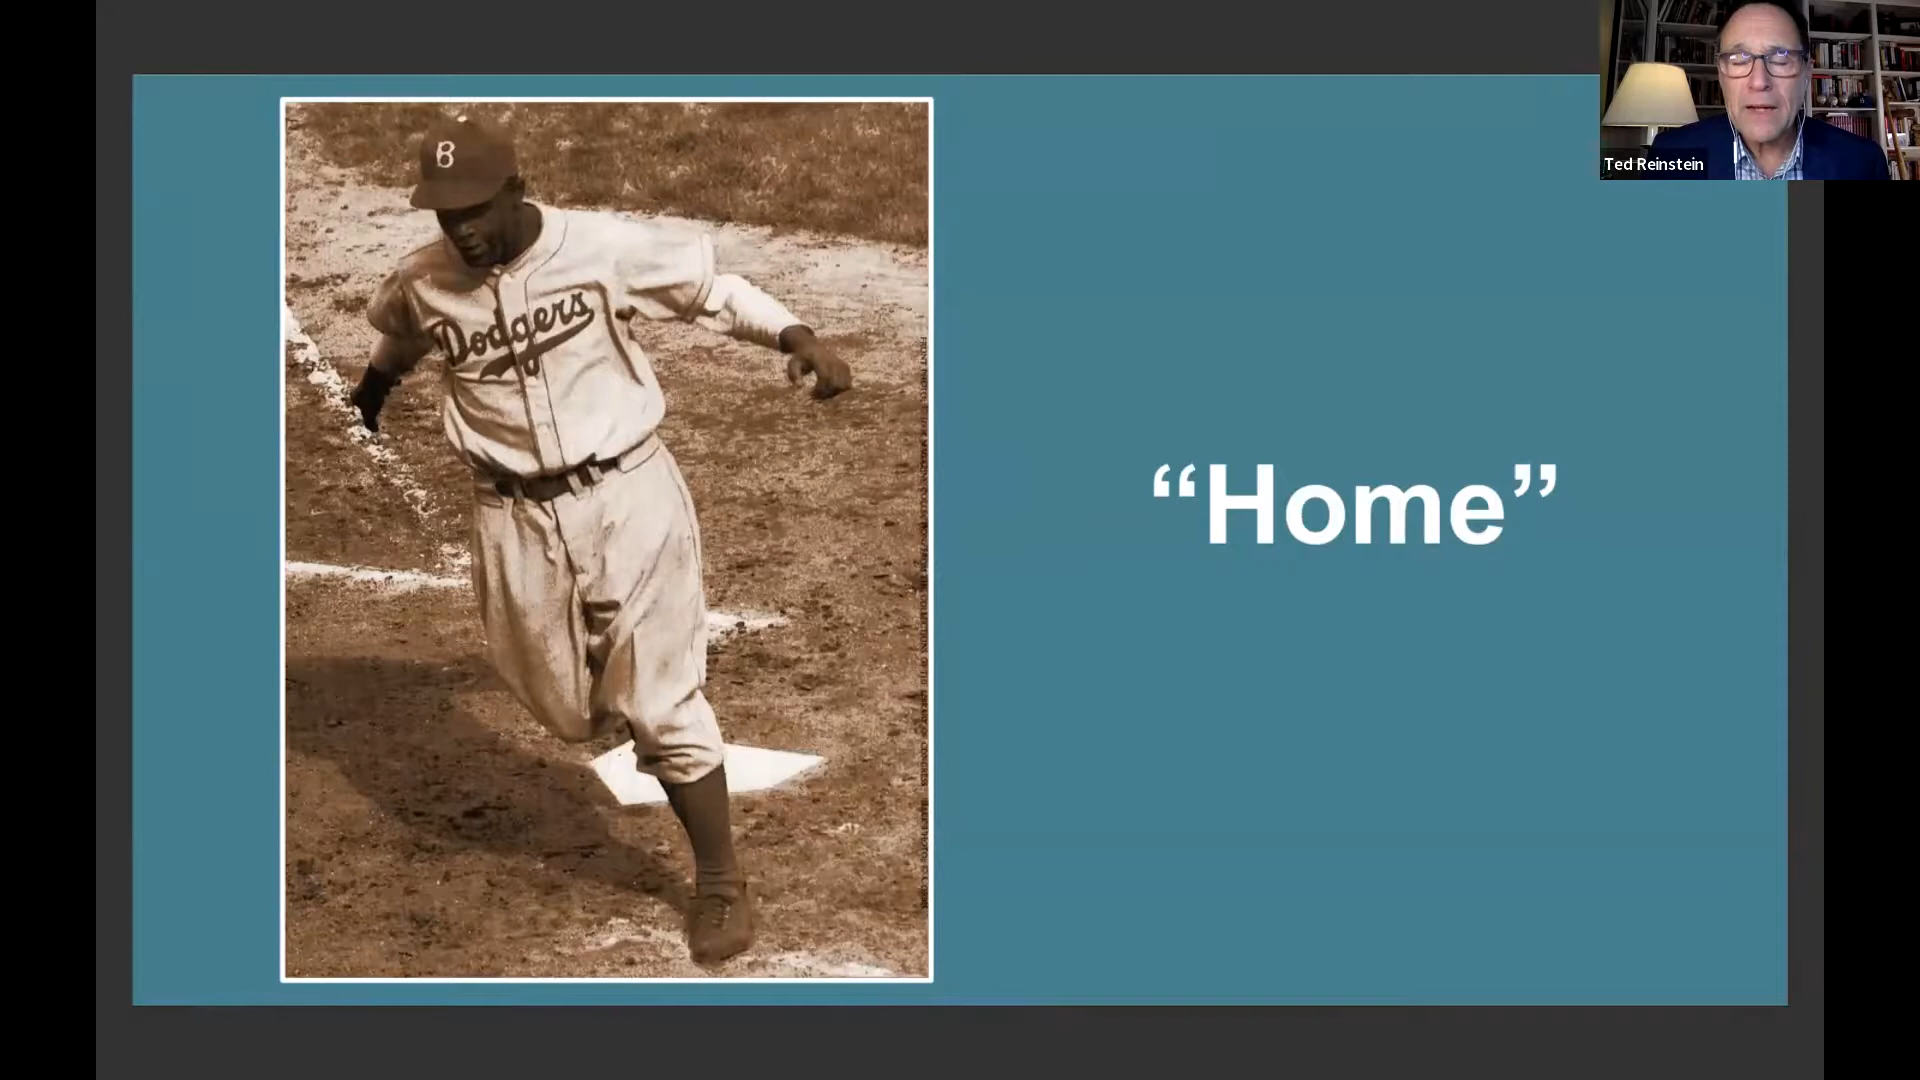 Ted Reinstein
B
Dodgers
“Home”